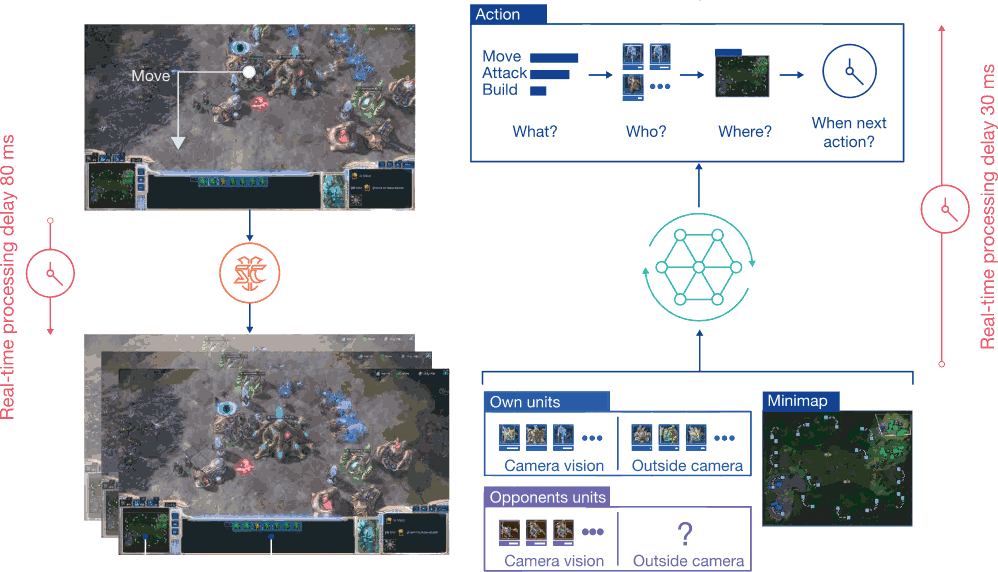 Real-time processing delay 80 ms
Move
Action
Move
Attack
Build
What?
Who?
Where?
When next
action?
Real-time processing delay 30 ms
Own units
Camera vision
Outside camera
Opponents units
Camera vision
?
Outside camera
Minimap